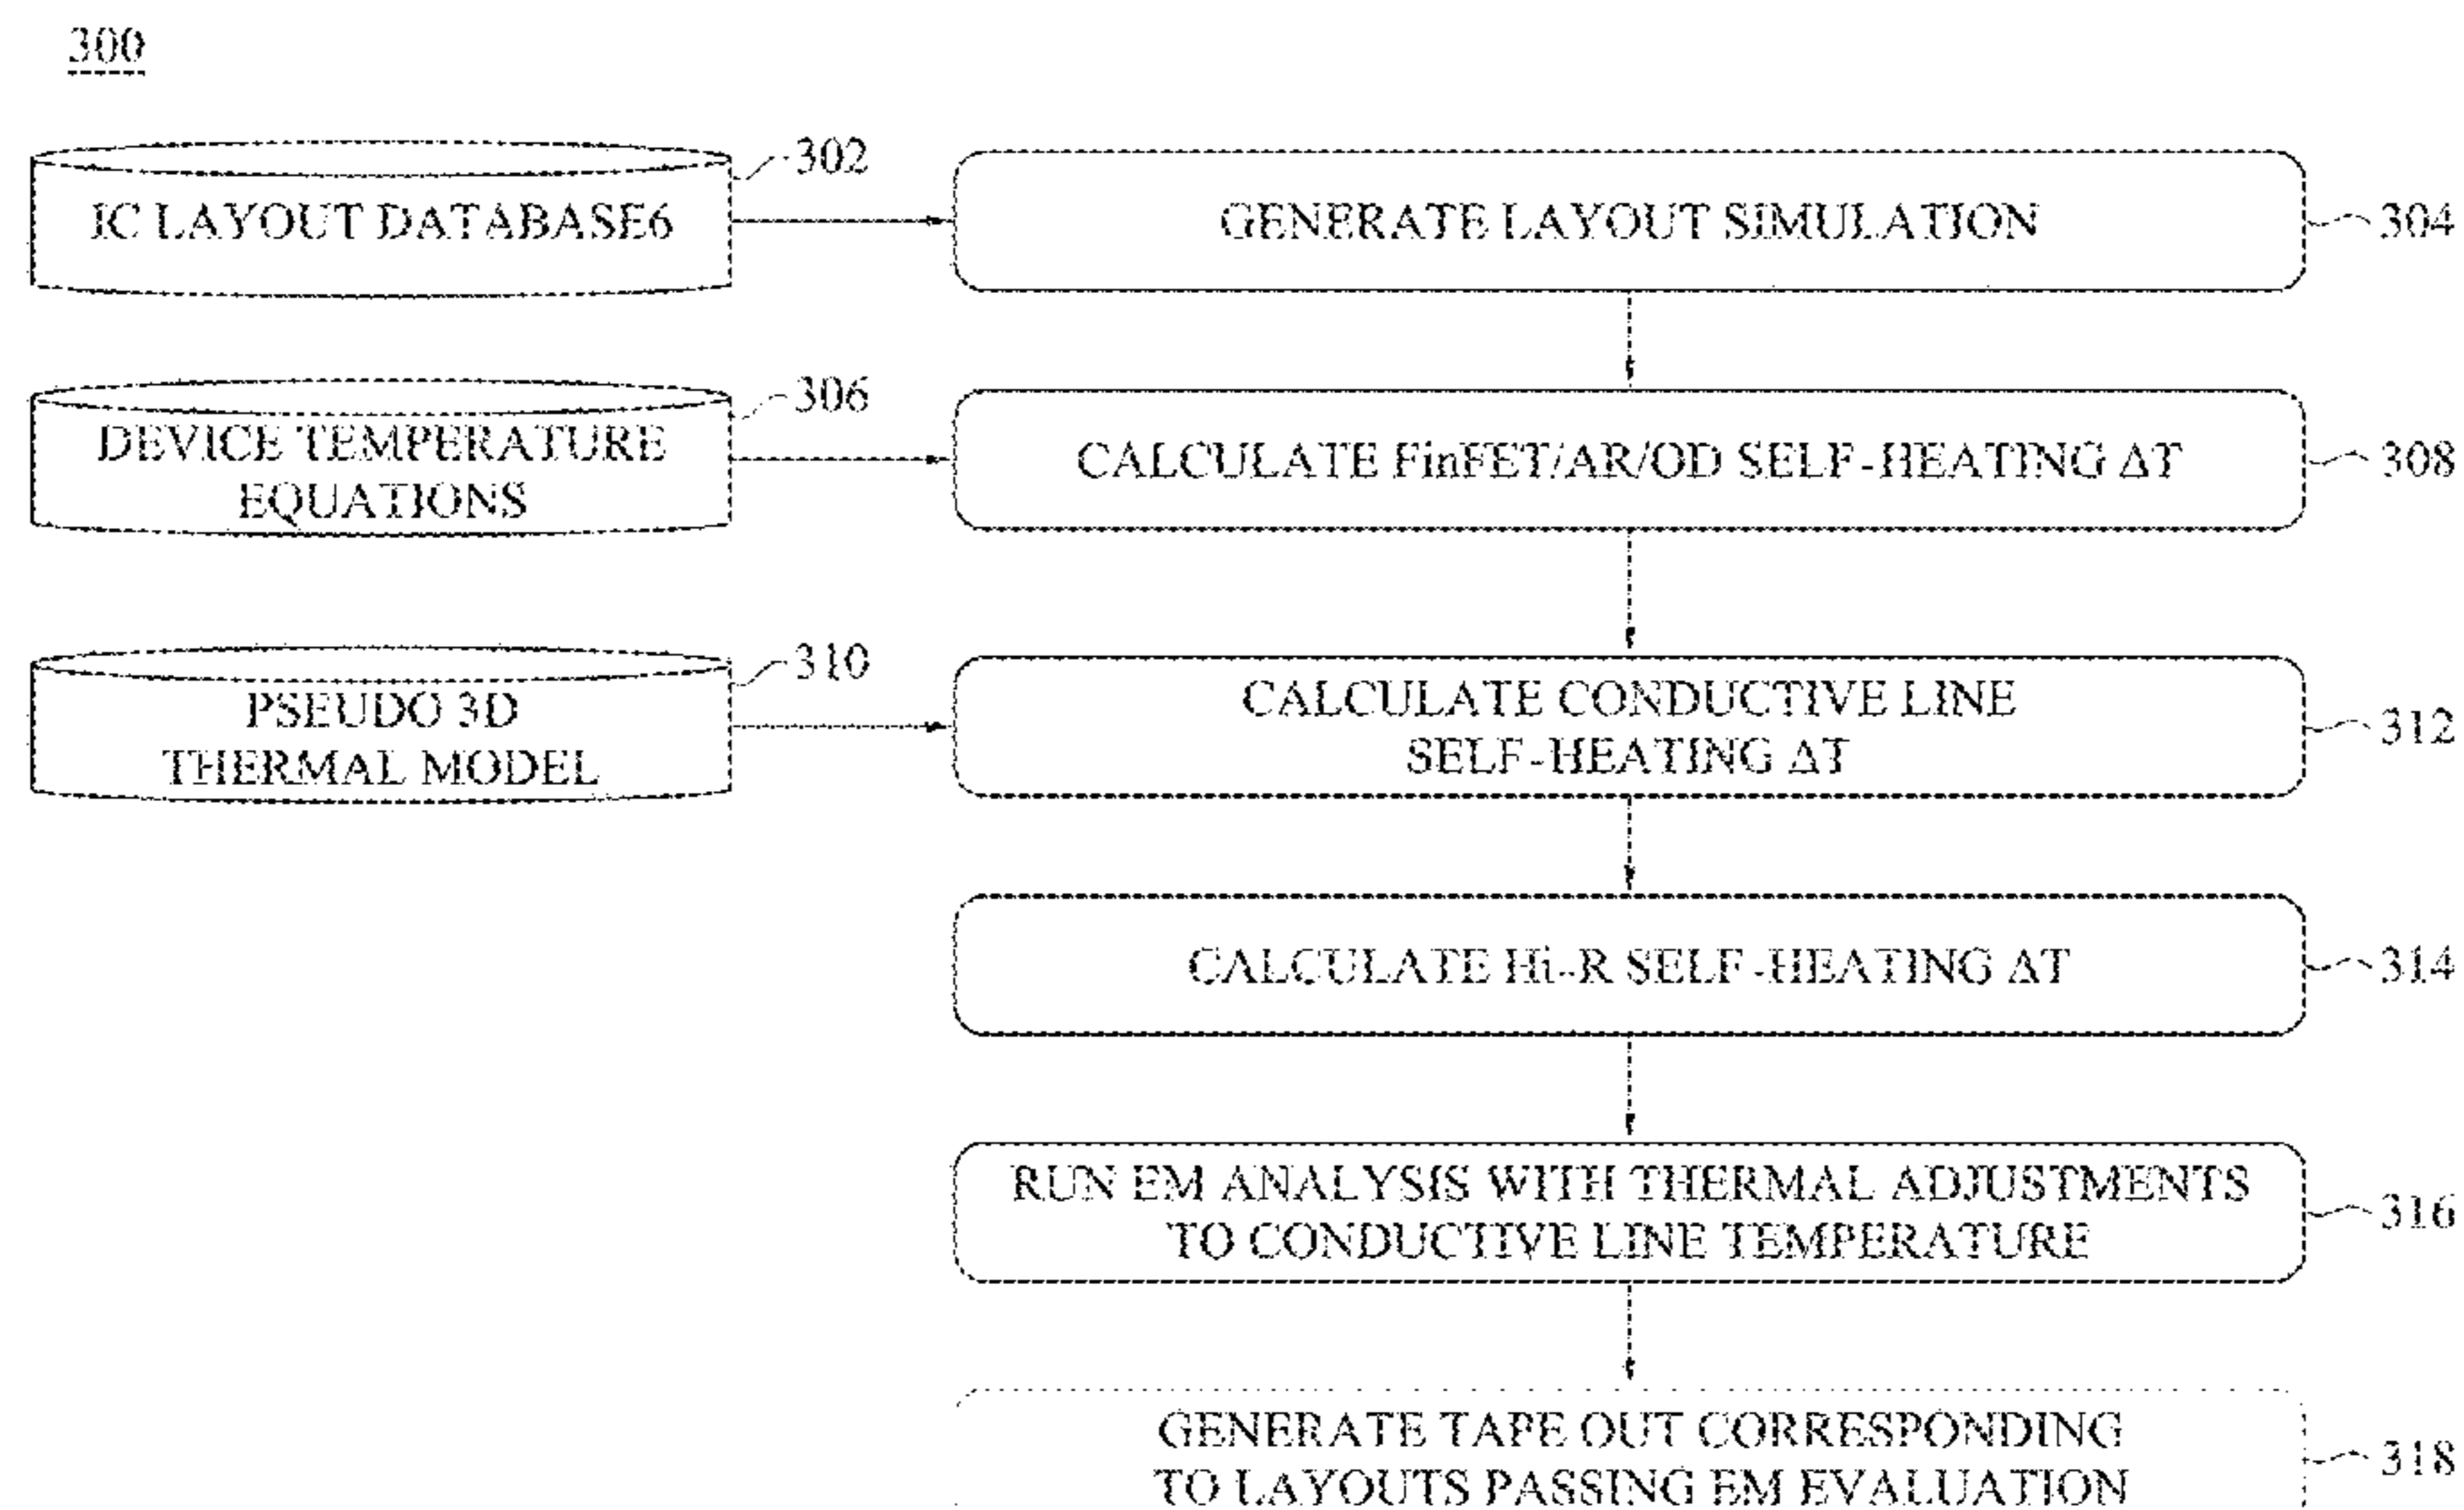 300
302
IC LAYOUT DATABASE6
GENERATE LAYOUT SIMULATION
304
306
DEVICE TEMPERATURE
EQUATIONS
CALCULATE FinFET/AR/OD SELF-HEATING ΔT
308
310
PSEUDO 3D
THERMAL MODEL
CALCULATE CONDUCTIVE LINE
SELF-HEATING ΔT
312
CALCULATE Hi-R SELF-HEATING ΔT
314
RUN EM ANALYSIS WITH THERMAL ADJUSTMENTS
TO CONDUCTIVE LINE TEMPERATURE
316
GENERATE TAPE OUT CORRESPONDING
TO LAYOUTS PASSING EM EVALUATION
318